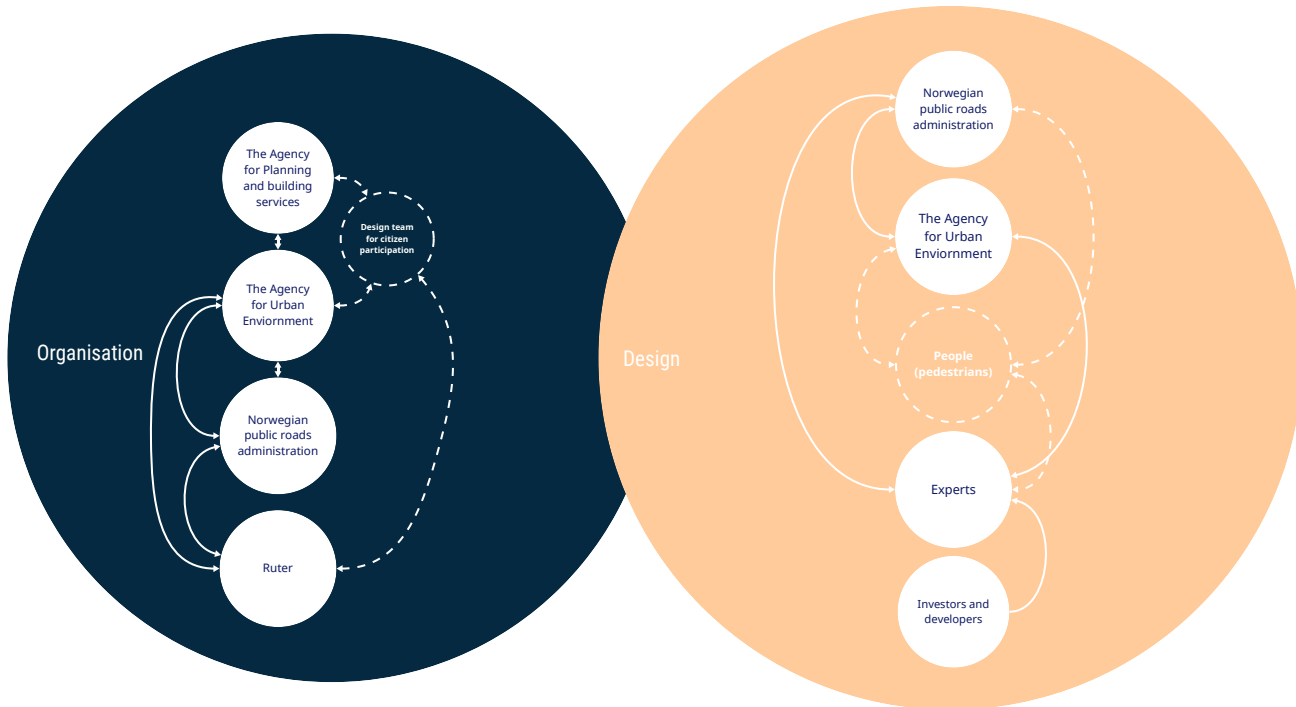 Organisation
The Agency
for Planning
and building
services
Design team
for citizen
participation
The Agency
for Urban
Enviornment
Norwegian
public roads
administration
Ruter
Design
Norwegian
public roads
administration
The Agency
for Urban
Enviornment
People
(pedestrians)
Experts
Investors and
developers